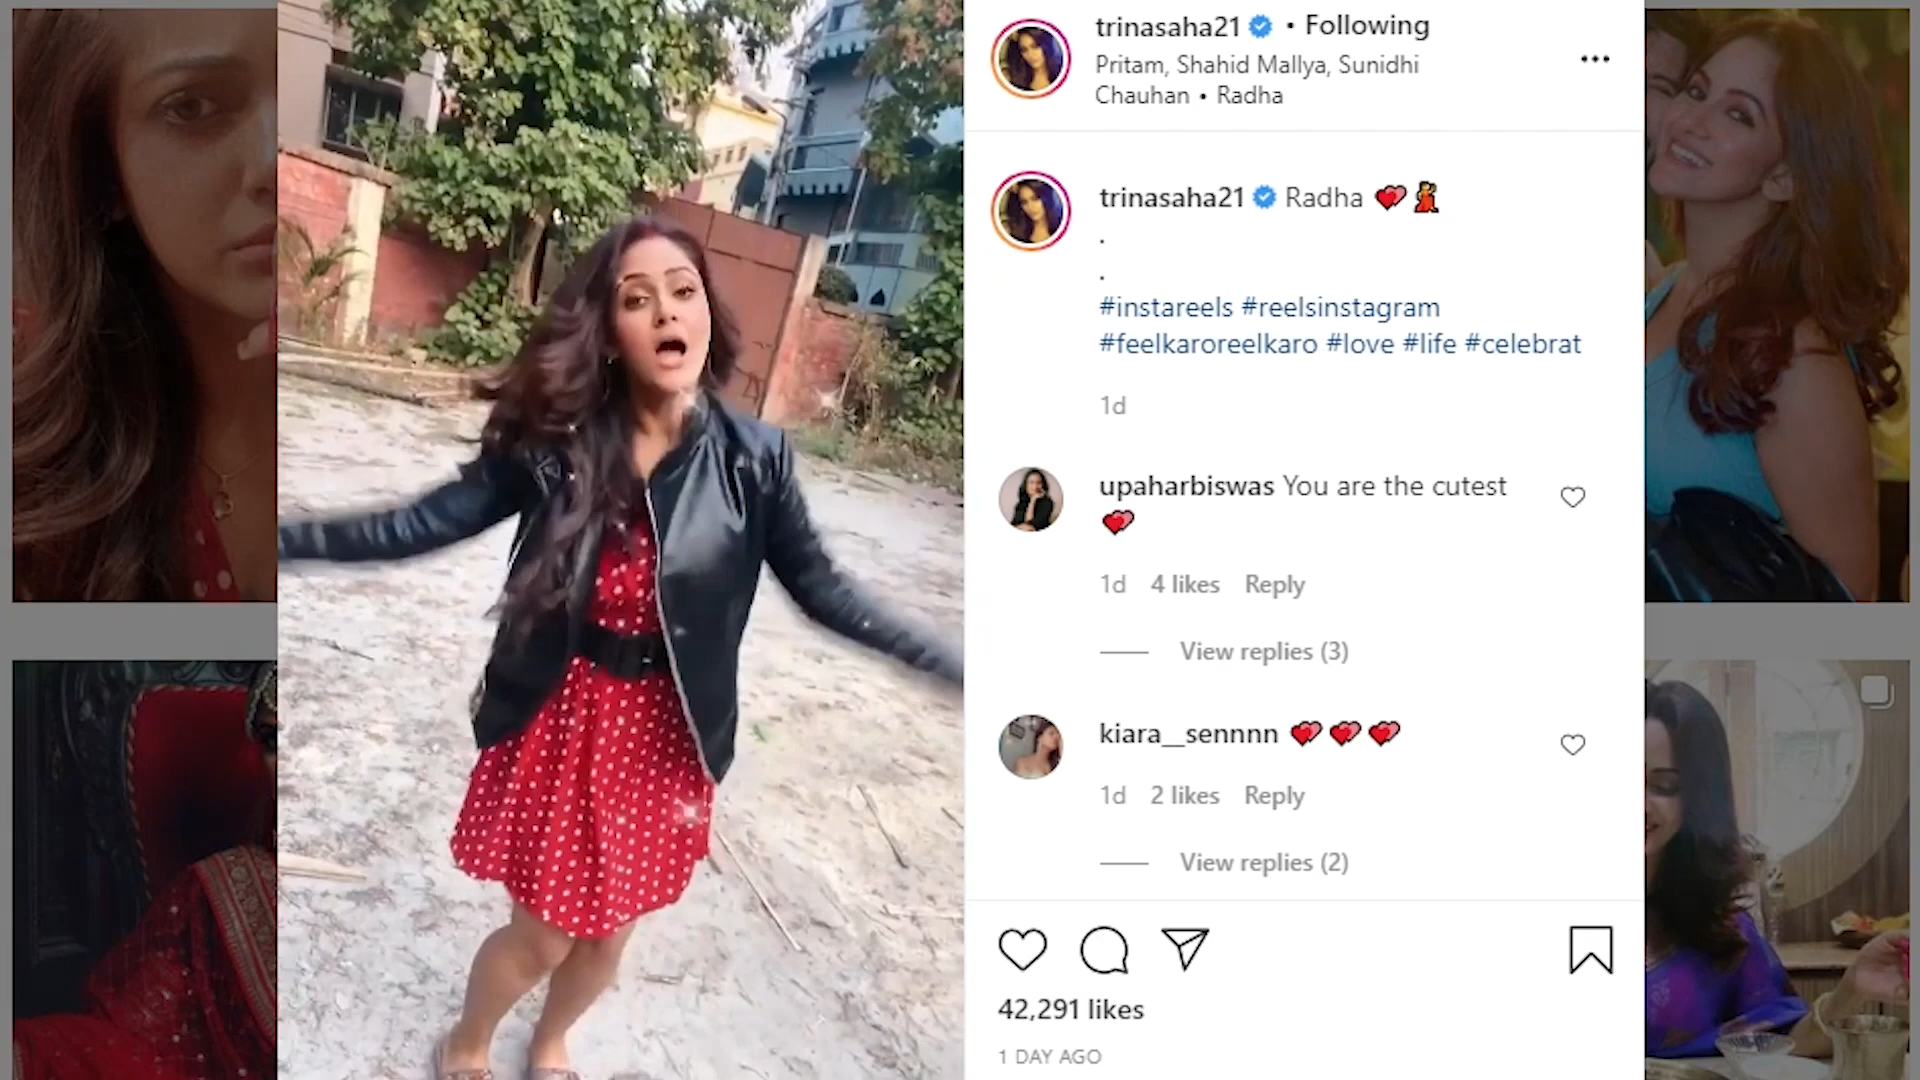 trinasaha21 • Following
Pritam, Shahid Mallya, Sunidhi
Chauhan • Radha
trinasaha21 Radha 💞💃
.
.
#instareels #reelsinstagram
#feelkaroreelkaro #love #life #celebrat
1d
upaharbiswas You are the cutest
💞
1d 4 likes Reply
View replies (3)
kiara__sennnn 💞💞💞
1d 2 likes Reply
View replies (2)
42,291 likes
1 DAY AGO